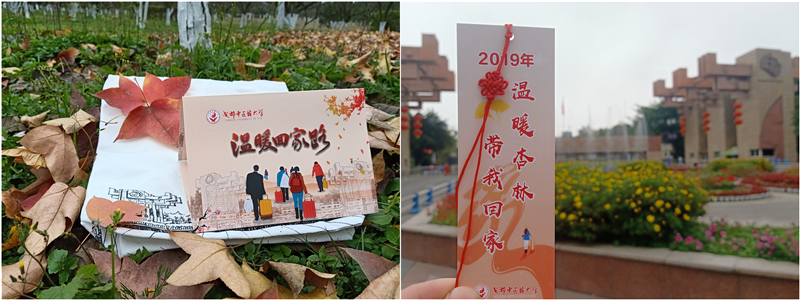 成都中医药大学
温暖回家路
2019年
温暖杏林
带我回家
成都中医药大学